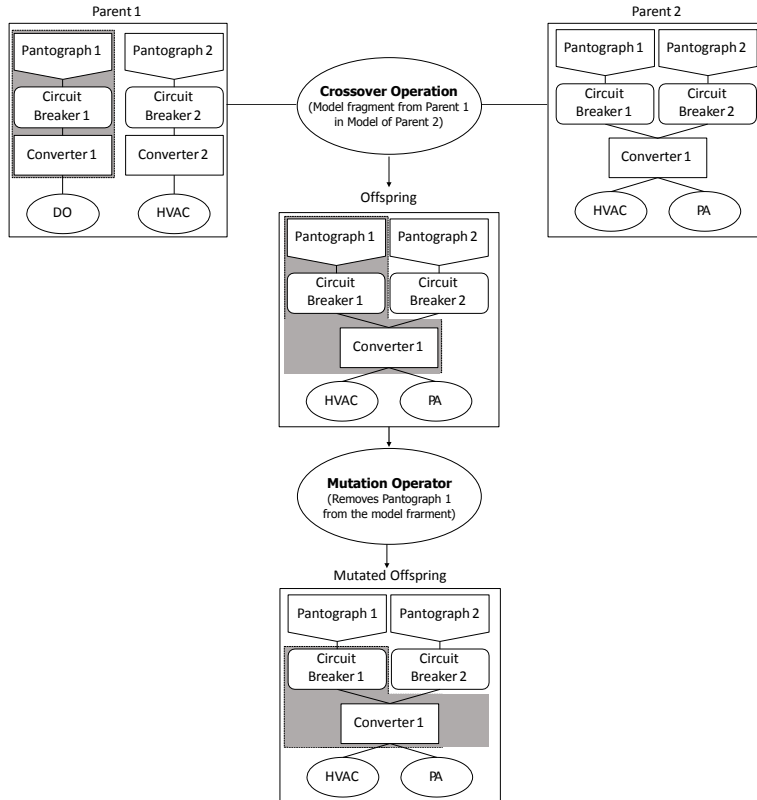 Parent 1
Pantograph 1
Pantograph 2
Circuit
Breaker 1
Circuit
Breaker 2
Converter 1
Converter 2
DO
HVAC
Crossover Operation
(Model fragment from Parent 1
in Model of Parent 2)
Parent 2
Pantograph 1
Pantograph 2
Circuit
Breaker 1
Circuit
Breaker 2
Converter 1
HVAC
PA
Offspring
Pantograph 1
Pantograph 2
Circuit
Breaker 1
Circuit
Breaker 2
Converter 1
HVAC
PA
Mutation Operator
(Removes Pantograph 1
from the model frarment)
Mutated Offspring
Pantograph 1
Pantograph 2
Circuit
Breaker 1
Circuit
Breaker 2
Converter 1
HVAC
PA